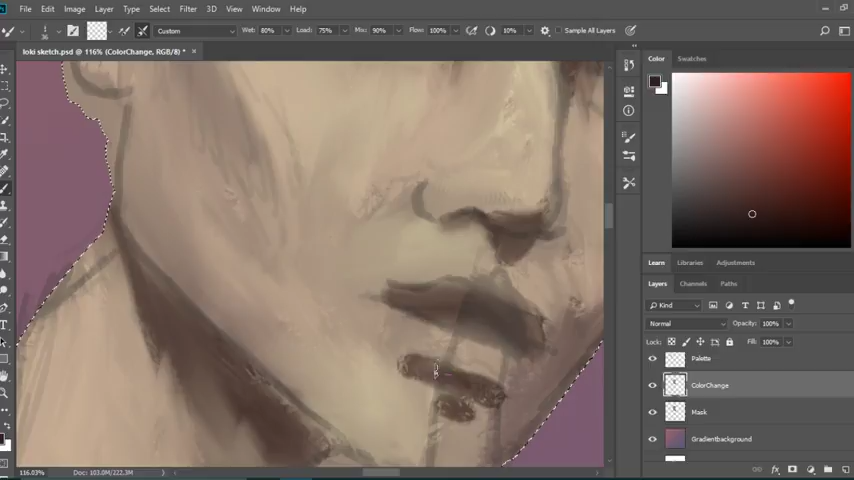 File Edit Image Layer Type Select Filter 3D View Window Help
36 Custom Wet: 80% Load: 75% Mix: 90% Flow: 100% 10% Sample All Layers
loki sketch.psd @ 116% (ColorChange, RGB/8) * ×
Color Swatches
Learn Libraries Adjustments
Layers Channels Paths
Kind
Normal Opacity: 100%
Lock: Fill: 100%
Palette
ColorChange
Mask
Gradientbackground
116.03% Doc: 103.0M/222.3M